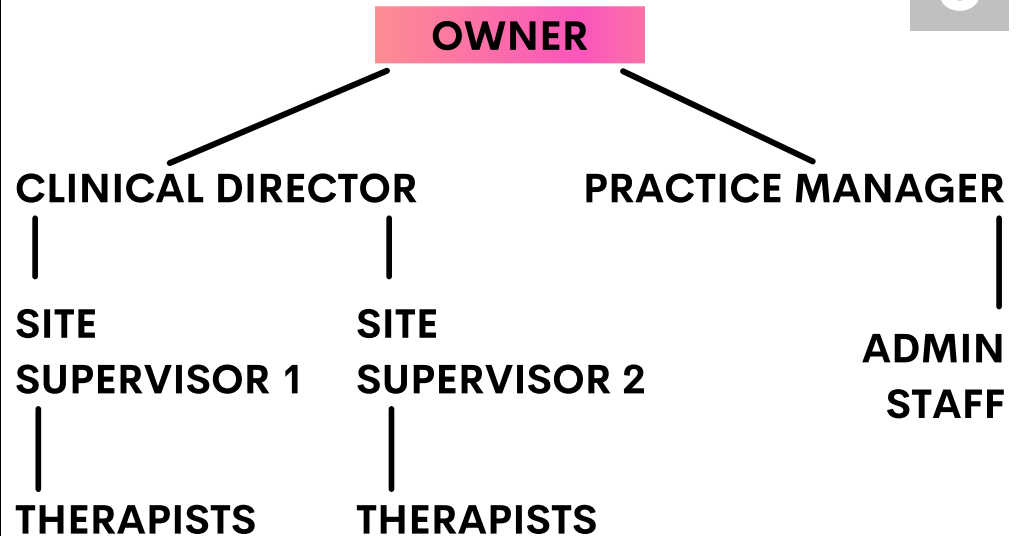 OWNER
CLINICAL DIRECTOR
PRACTICE MANAGER
SITE
SUPERVISOR 1
SITE
SUPERVISOR 2
ADMIN
STAFF
THERAPISTS
THERAPISTS